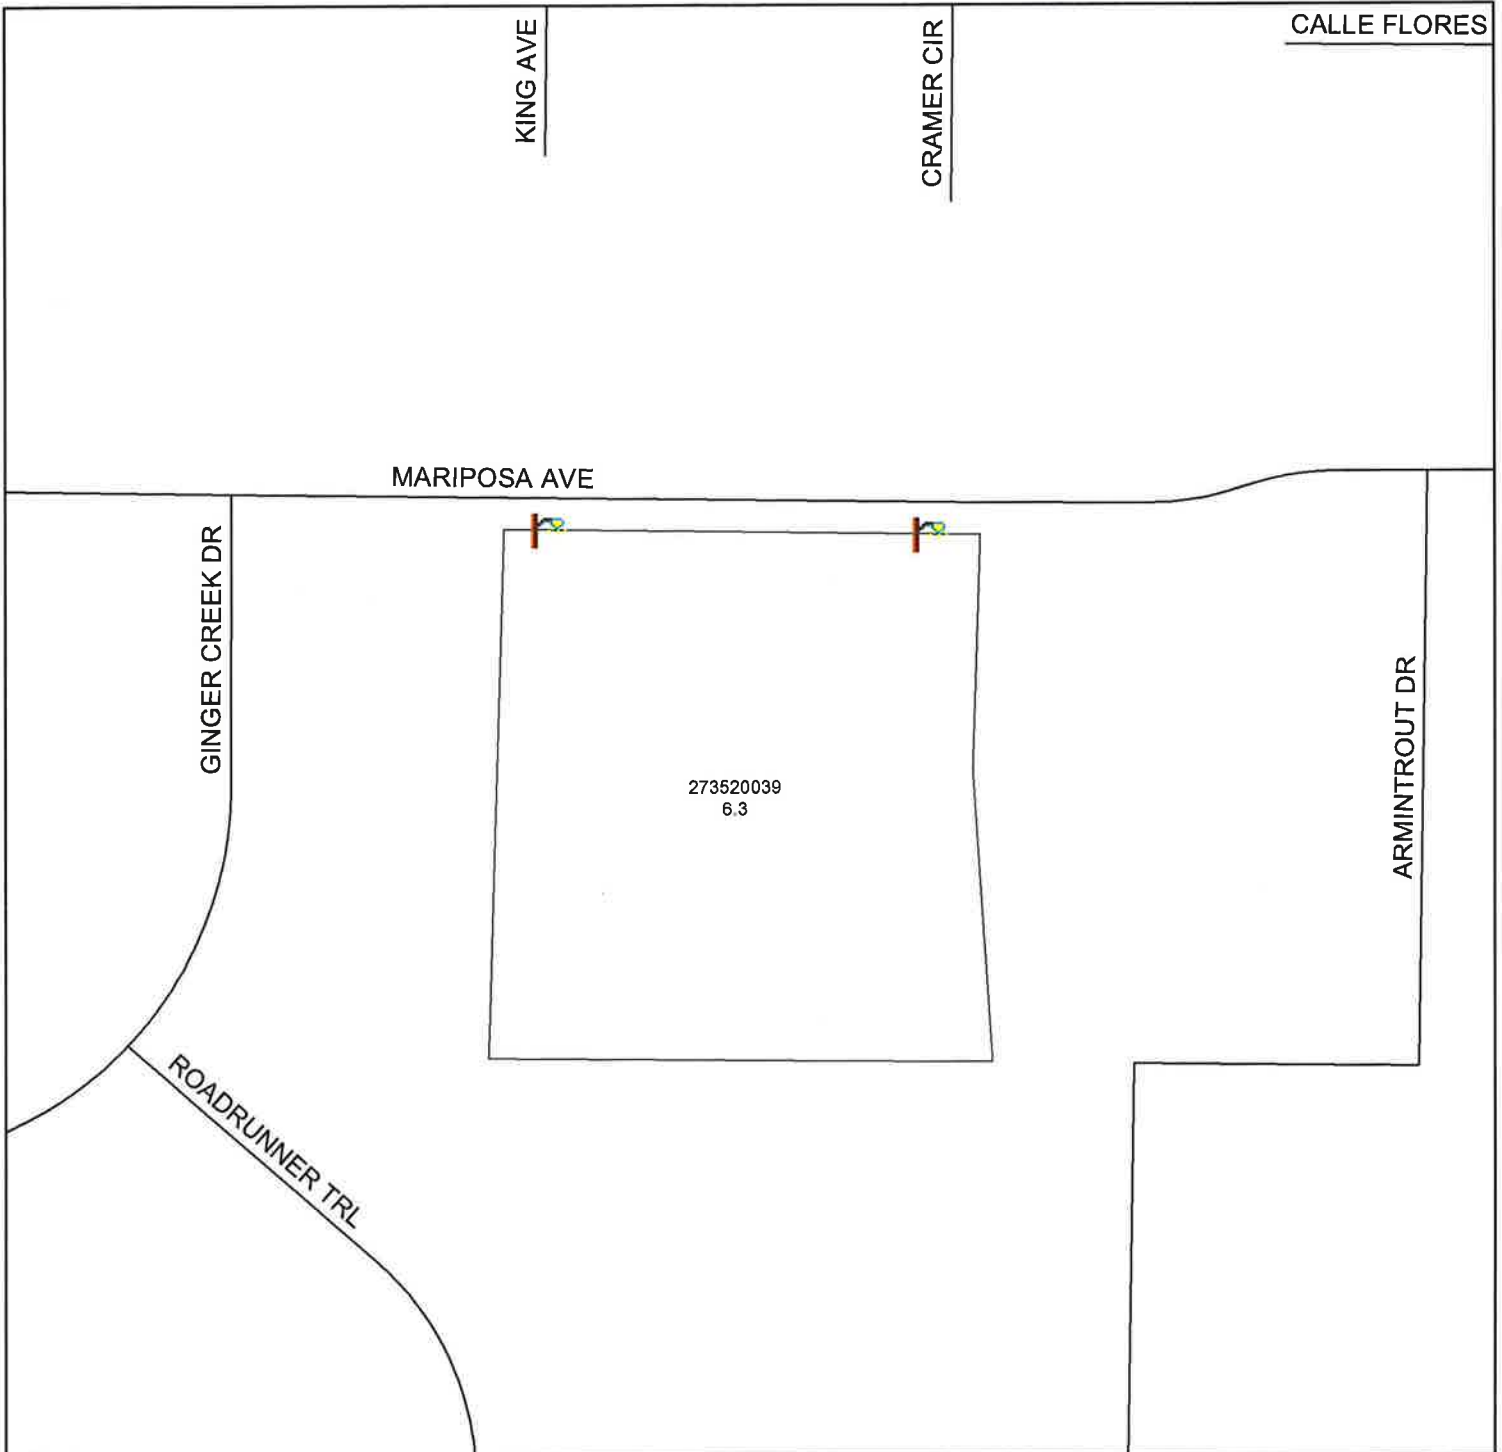 CALLE FLORES
KING AVE
CRAMER CIR
MARIPOSA AVE
GINGER CREEK DR
ARMINTROUT DR
273520039
6.3
ROADRUNNER TRL